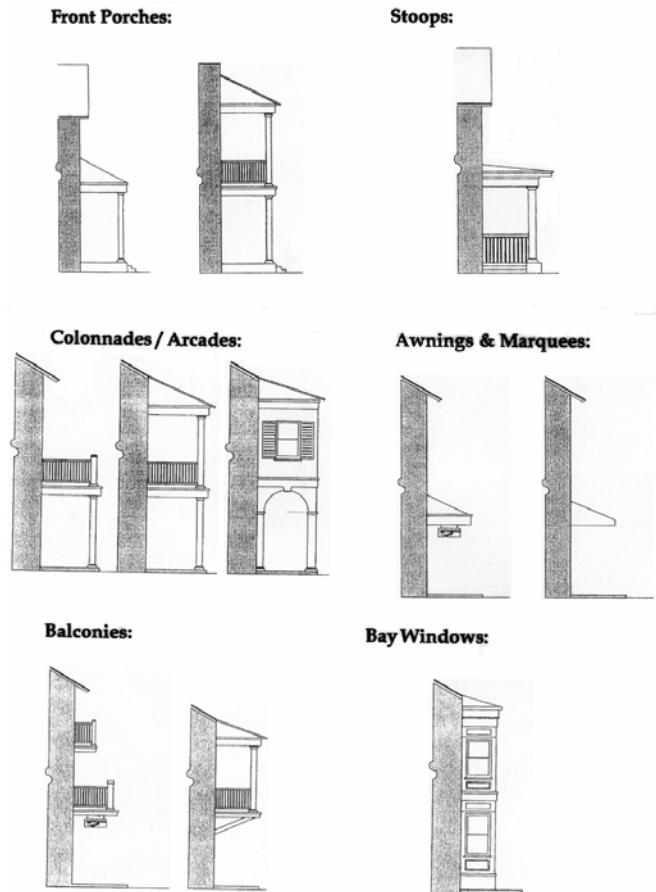 Front Porches:
Stoops:
Colonnades / Arcades:
Awnings & Marquees:
Balconies:
Bay Windows: